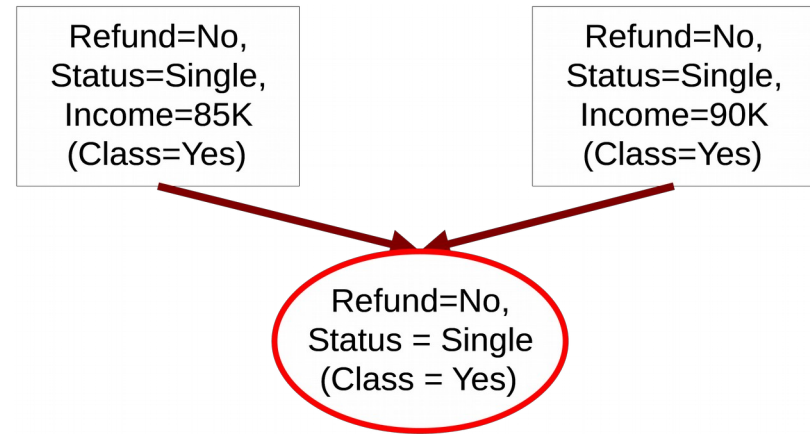 Refund=No,
Status=Single,
Income=85K
(Class=Yes)
Refund=No,
Status=Single,
Income=90K
(Class=Yes)
Refund=No,
Status = Single
(Class = Yes)